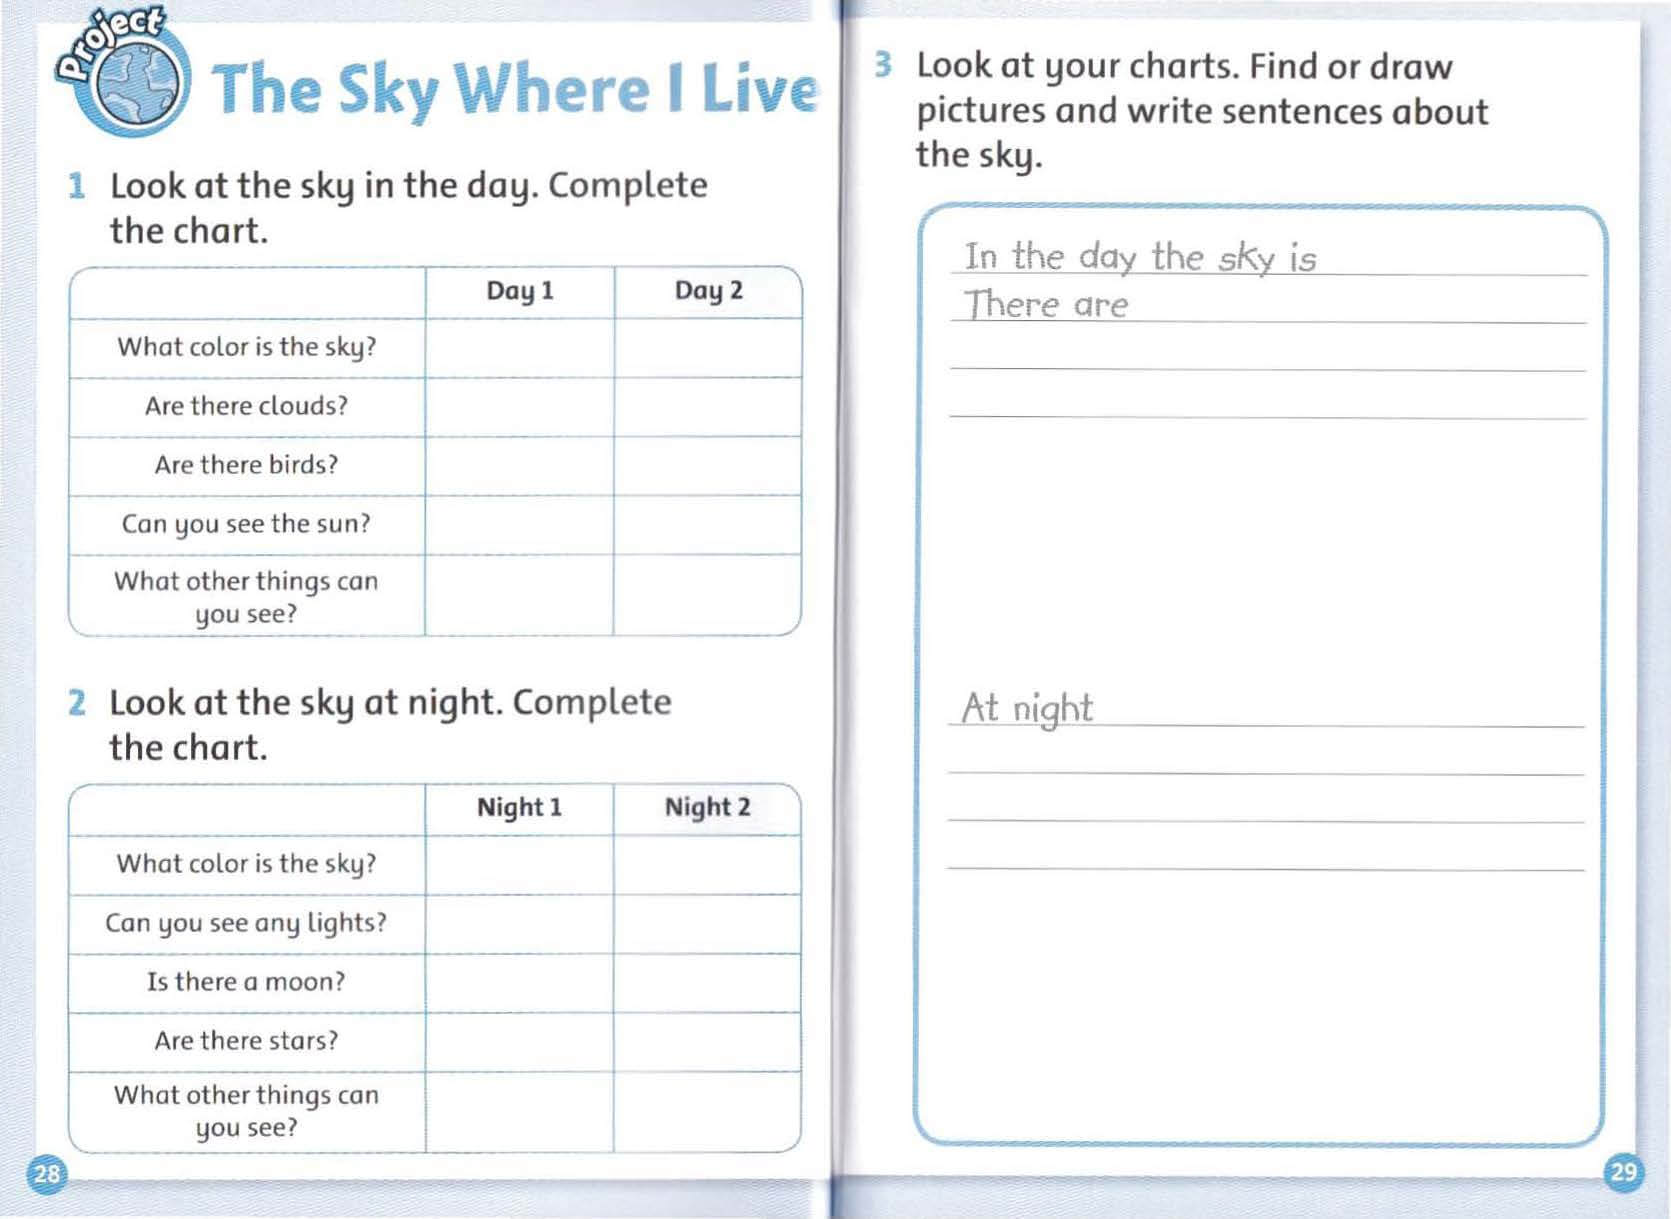 Project
The Sky Where I Live
1 Look at the sky in the day. Complete
the chart.
Day 1 Day 2
What color is the sky?
Are there clouds?
Are there birds?
Can you see the sun?
What other things can
you see?
2 Look at the sky at night. Complete
the chart.
Night 1 Night 2
What color is the sky?
Can you see any lights?
Is there a moon?
Are there stars?
What other things can
you see?
28
3 Look at your charts. Find or draw
pictures and write sentences about
the sky.
In the day the sky is
There are
At night
29